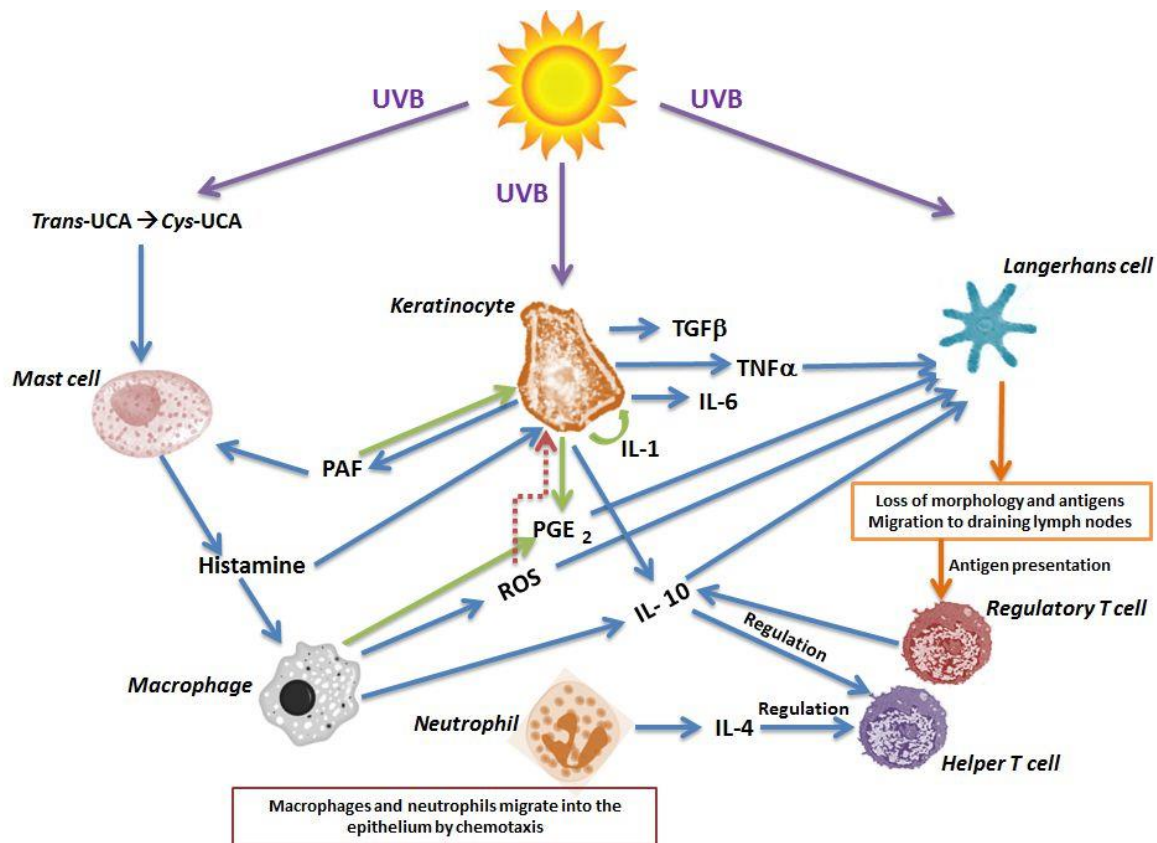 UVB
UVB
UVB
Trans-UCA → Cys-UCA
Langerhans cell
Keratinocyte
TGFβ
TNFα
Mast cell
IL-6
IL-1
PAF
Loss of morphology and antigens
Migration to draining lymph nodes
PGE 2
Antigen presentation
Histamine
ROS
IL- 10
Regulatory T cell
Regulation
Macrophage
Neutrophil
IL-4
Regulation
Helper T cell
Macrophages and neutrophils migrate into the
epithelium by chemotaxis